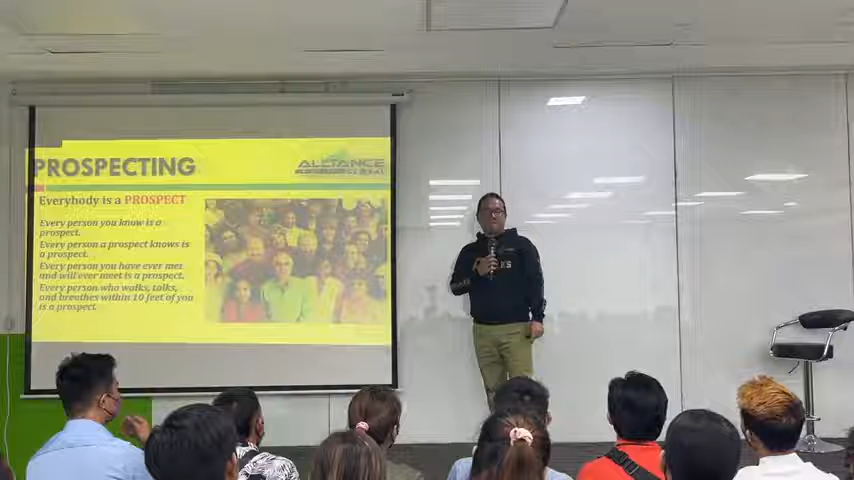 PROSPECTING
ALLIANCE
GLOBAL
Everybody is a PROSPECT
Every person you know is a
prospect.
Every person a prospect knows is
a prospect.
Every person you have ever met
and will ever meet is a prospect.
Every person who walks, talks,
and breathes within 10 feet of you
is a prospect.